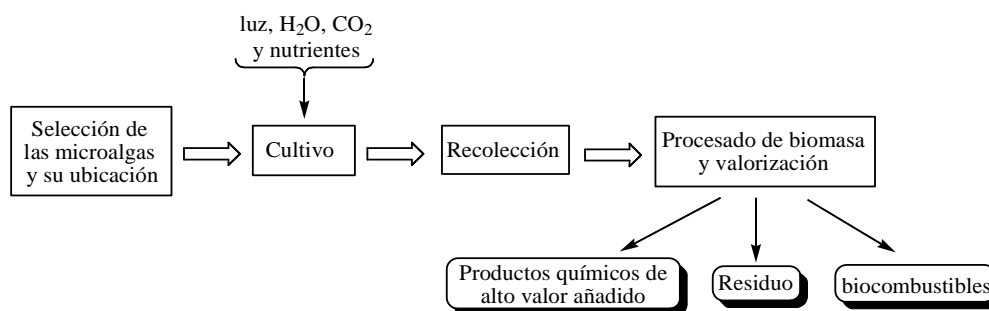 luz, H₂O, CO₂
y nutrientes
Selección de
las microalgas
y su ubicación
Cultivo
Recolección
Procesado de biomasa
y valorización
Productos químicos de
alto valor añadido
Residuo
biocombustibles